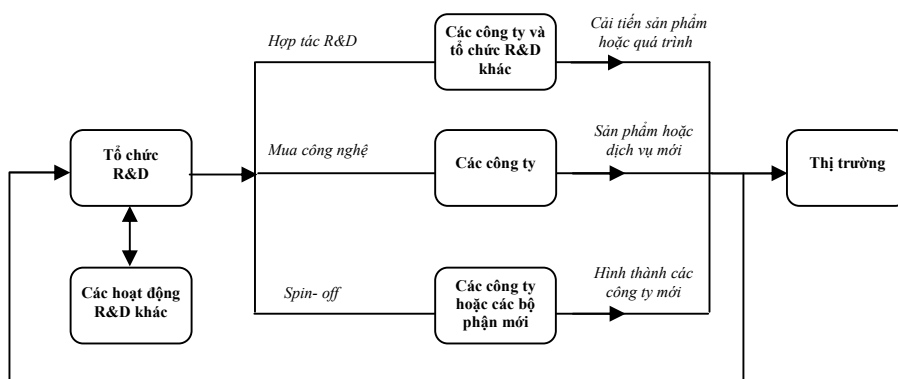 Hợp tác R&D
Các công ty và
tổ chức R&D
khác
Cải tiến sản phẩm
hoặc quá trình
Tổ chức
R&D
Mua công nghệ
Các công ty
Sản phẩm hoặc
dịch vụ mới
Thị trường
Các hoạt động
R&D khác
Spin- off
Các công ty
hoặc các bộ
phận mới
Hình thành các
công ty mới